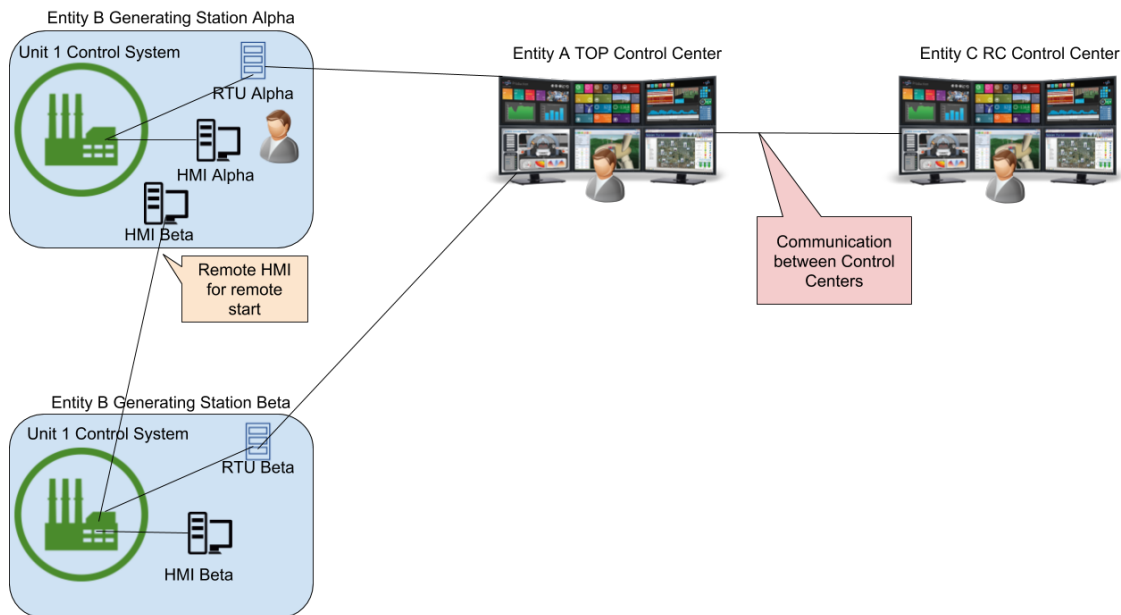 Entity B Generating Station Alpha
Unit 1 Control System
RTU Alpha
HMI Alpha
HMI Beta
Remote HMI
for remote
start
Entity A TOP Control Center
Entity C RC Control Center
Communication
between Control
Centers
Entity B Generating Station Beta
Unit 1 Control System
RTU Beta
HMI Beta